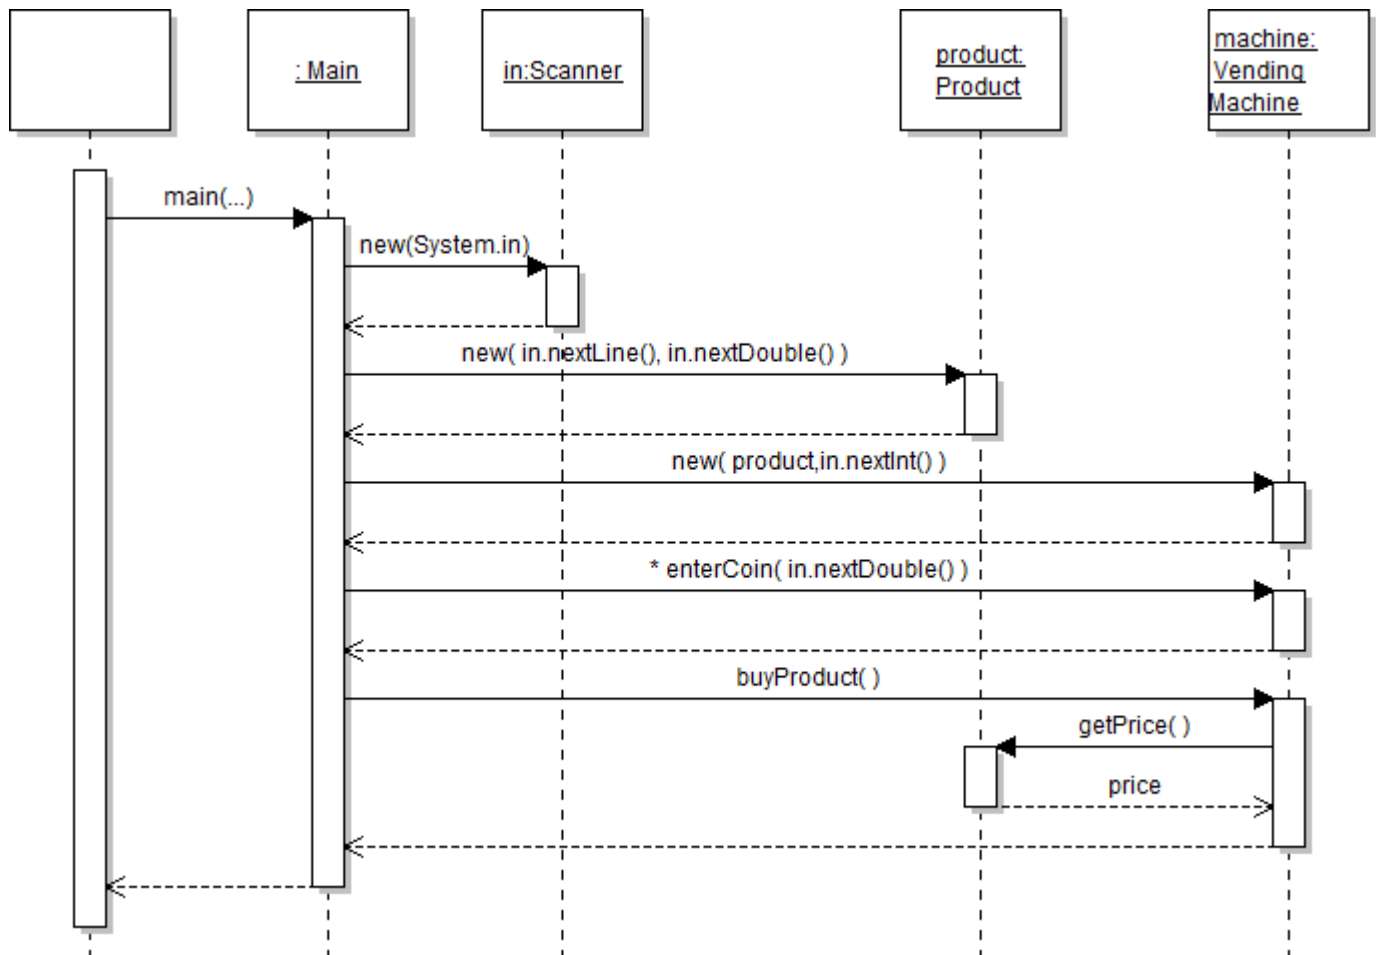 : Main
in:Scanner
product:
Product
machine:
Vending
Machine
main(...)
new(System.in)
new( in.nextLine(), in.nextDouble() )
new( product,in.nextInt() )
* enterCoin( in.nextDouble() )
buyProduct( )
getPrice( )
price